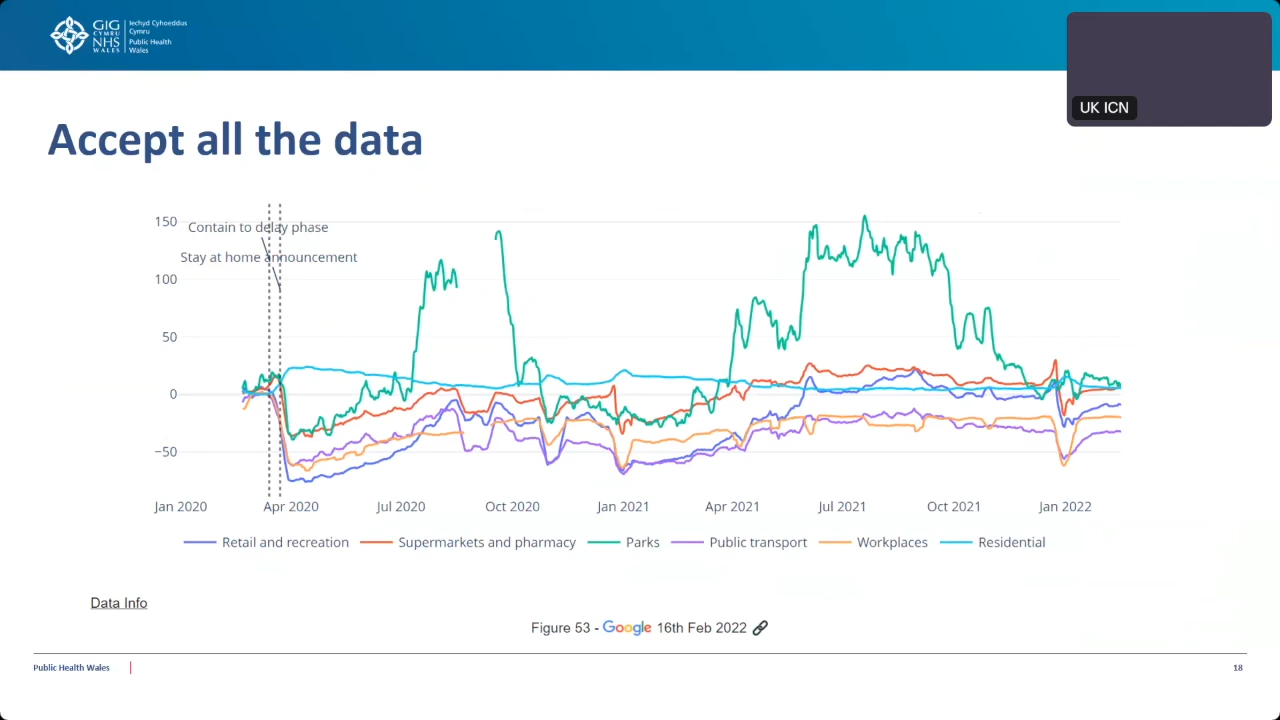 GIG
CYMRU
NHS
WALES
Iechyd Cyhoeddus
Cymru
Public Health
Wales
UK ICN
Accept all the data
150
100
50
0
−50
Contain to delay phase
Stay at home announcement
Jan 2020 Apr 2020 Jul 2020 Oct 2020 Jan 2021 Apr 2021 Jul 2021 Oct 2021 Jan 2022
Retail and recreation Supermarkets and pharmacy Parks Public transport Workplaces Residential
Data Info
Figure 53 - Google 16th Feb 2022
Public Health Wales
18